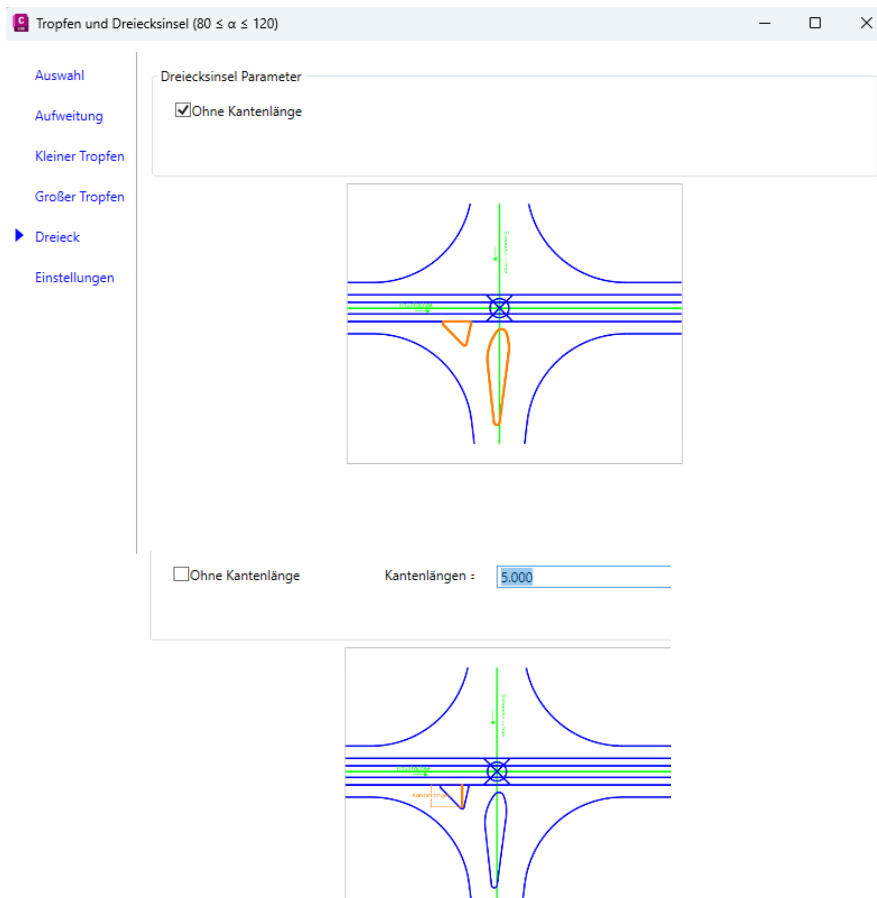 Tropfen und Dreiecksinsel (80 ≤ α ≤ 120)
Auswahl
Aufweitung
Kleiner Tropfen
Großer Tropfen
Dreieck
Einstellungen
Dreiecksinsel Parameter
Ohne Kantenlänge
Ohne Kantenlänge
Kantenlängen :
5.000